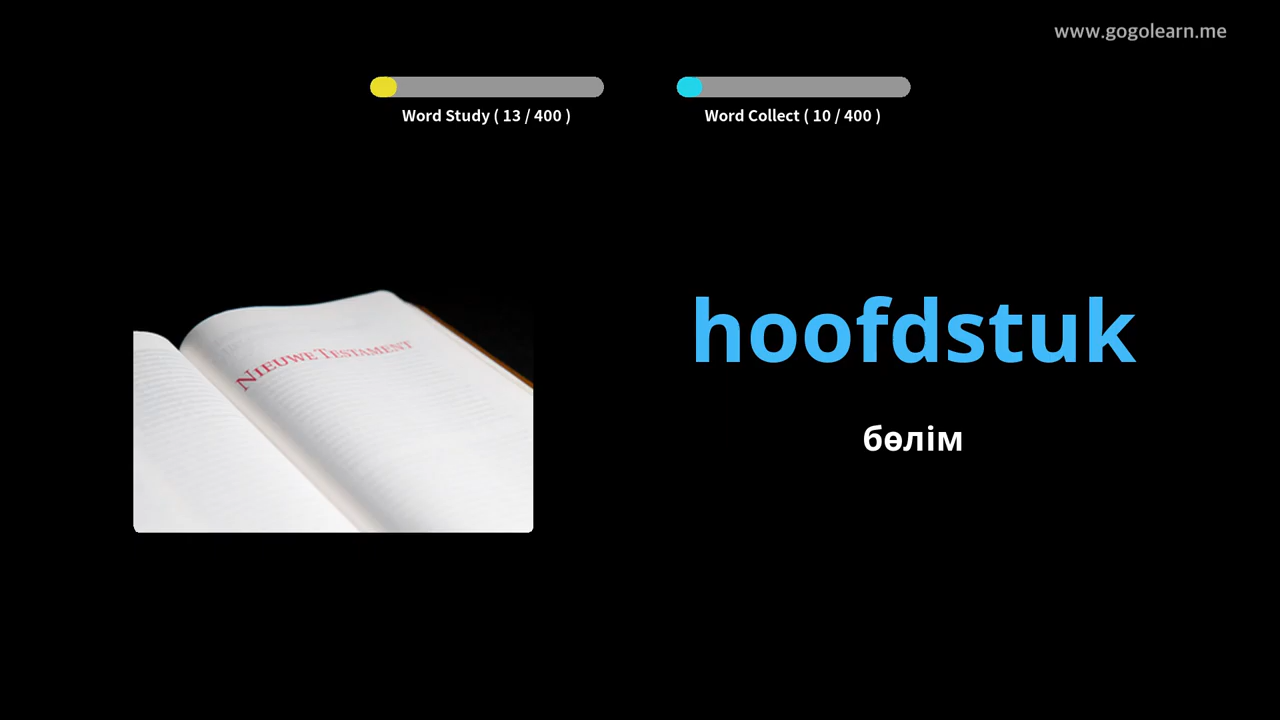 www.gogolearn.me
Word Study ( 13 / 400 )
Word Collect ( 10 / 400 )
NIEUWE TESTAMENT
hoofdstuk
бөлім